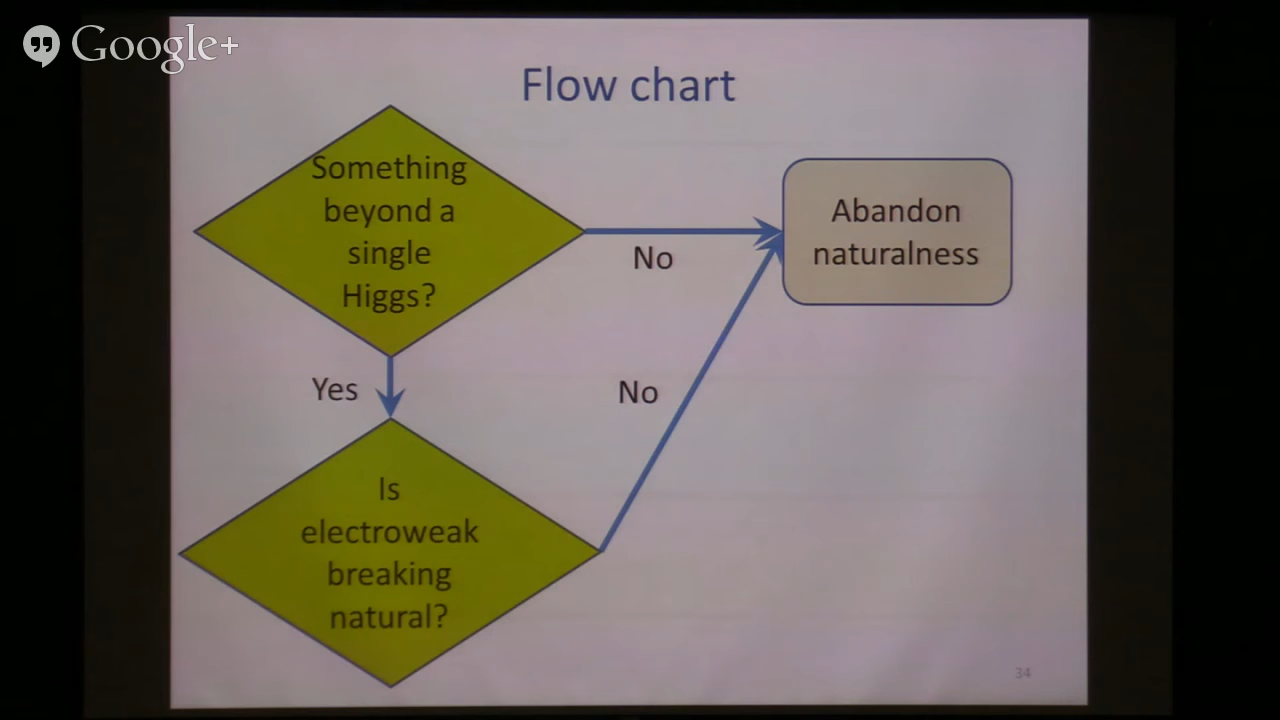 Google+
Flow chart
Something
beyond a
single
Higgs?
Abandon
naturalness
No
Yes
No
Is
electroweak
breaking
natural?
34